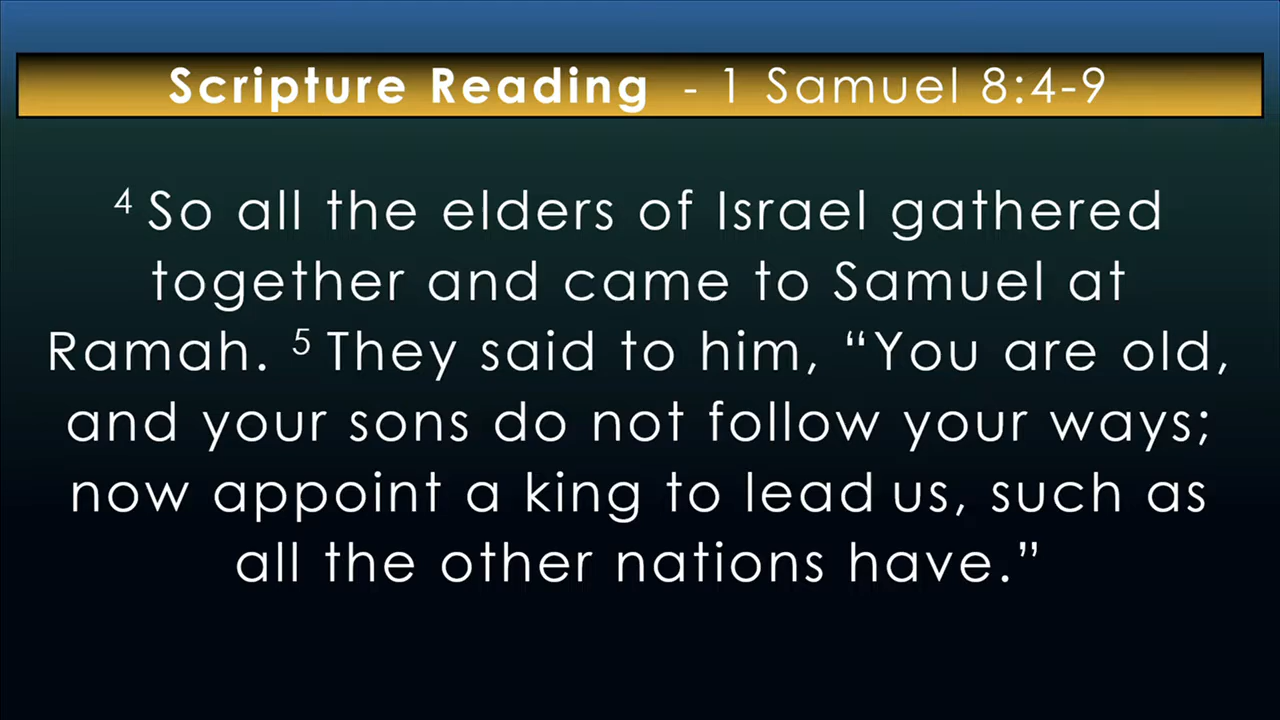 Scripture Reading - 1 Samuel 8:4-9
4 So all the elders of Israel gathered
together and came to Samuel at
Ramah. 5 They said to him, “You are old,
and your sons do not follow your ways;
now appoint a king to lead us, such as
all the other nations have.”